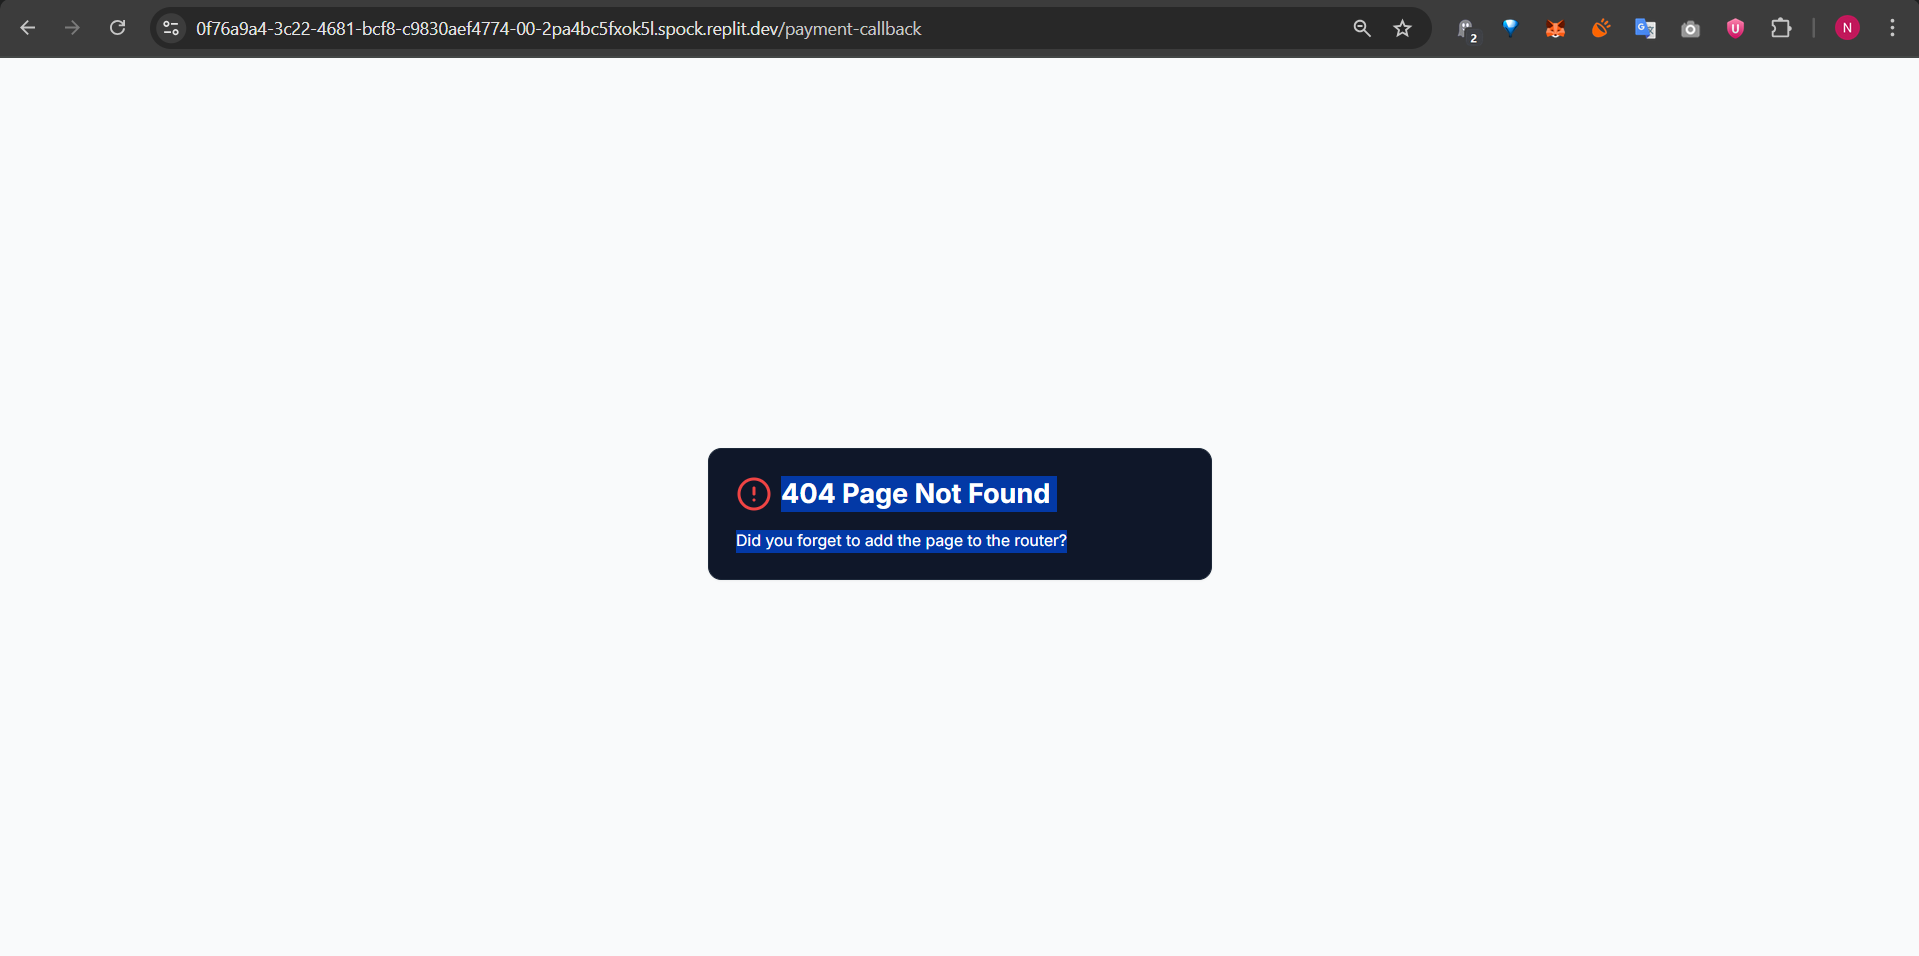 0f76a9a4-3c22-4681-bcf8-c9830aef4774-00-2pa4bc5fxok5l.spock.replit.dev/payment-callback
2
G
U
N
404 Page Not Found
Did you forget to add the page to the router?